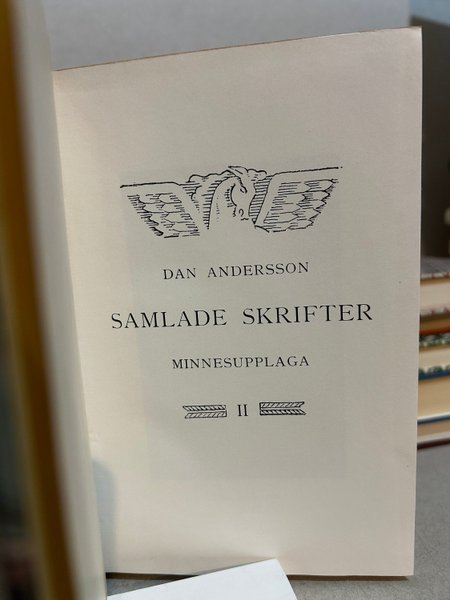 DAN ANDERSSON
SAMLADE SKRIFTER
MINNESUPPLAGA
II